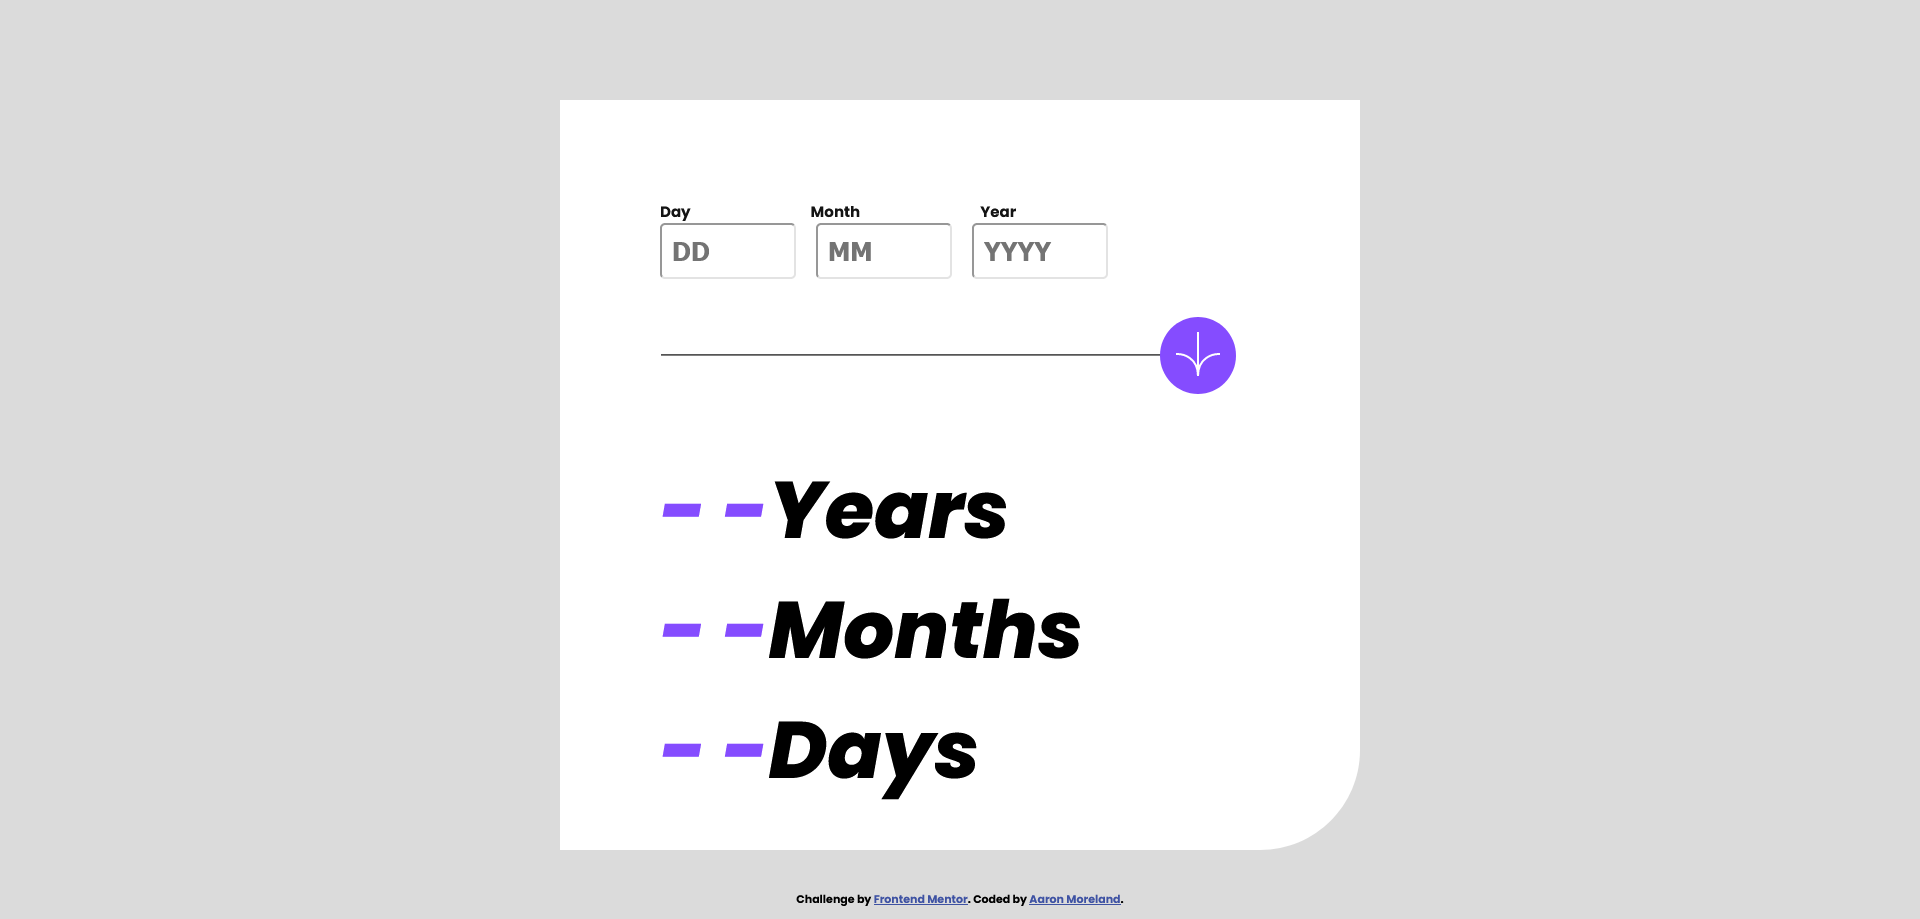 Day Month Year
DD MM YYYY
- -Years
- -Months
- -Days
Challenge by Frontend Mentor. Coded by Aaron Moreland.